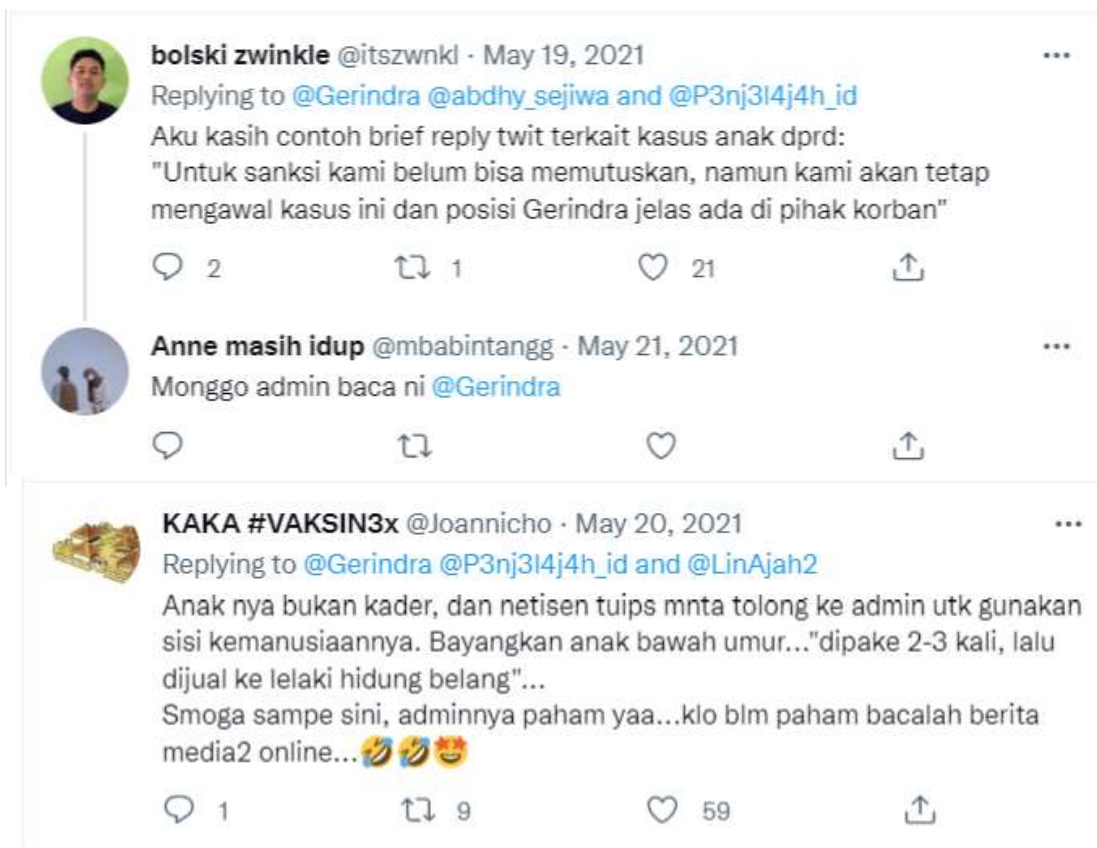 bolski zwinkle @itszwnkl · May 19, 2021
Replying to @Gerindra @abdhy_sejiwa and @P3nj3l4j4h_id
Aku kasih contoh brief reply twit terkait kasus anak dprd:
"Untuk sanksi kami belum bisa memutuskan, namun kami akan tetap
mengawal kasus ini dan posisi Gerindra jelas ada di pihak korban"
2 1 21
Anne masih idup @mbabintangg · May 21, 2021
Monggo admin baca ni @Gerindra
KAKA #VAKSIN3x @Joannicho · May 20, 2021
Replying to @Gerindra @P3nj3l4j4h_id and @LinAjah2
Anak nya bukan kader, dan netisen tuips mnta tolong ke admin utk gunakan
sisi kemanusiaannya. Bayangkan anak bawah umur..."dipake 2-3 kali, lalu
dijual ke lelaki hidung belang"...
Smoga sampe sini, adminnya paham yaa...klo blm paham bacalah berita
media2 online...🤣🤣🤩
1 9 59